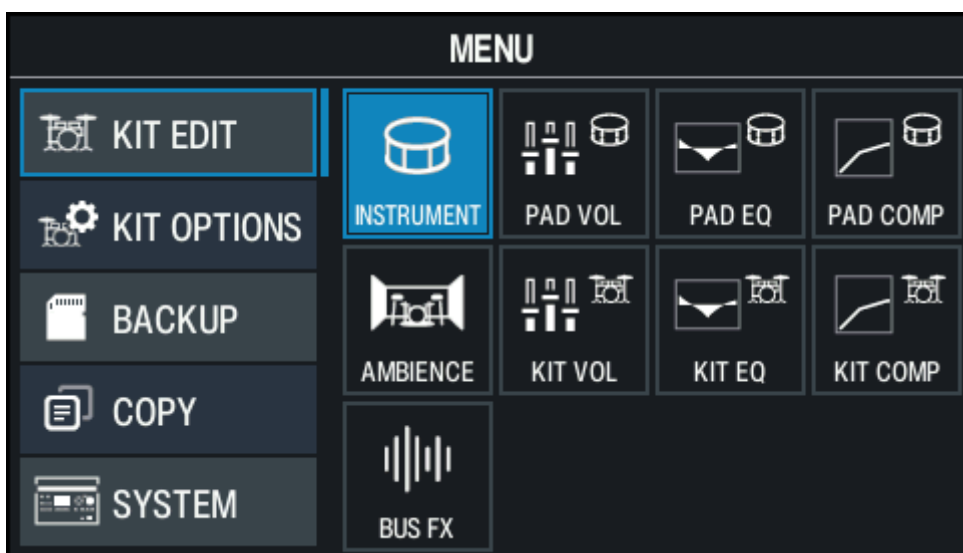 MENU
KIT EDIT
KIT OPTIONS
BACKUP
COPY
SYSTEM
INSTRUMENT
PAD VOL
PAD EQ
PAD COMP
AMBIENCE
KIT VOL
KIT EQ
KIT COMP
BUS FX